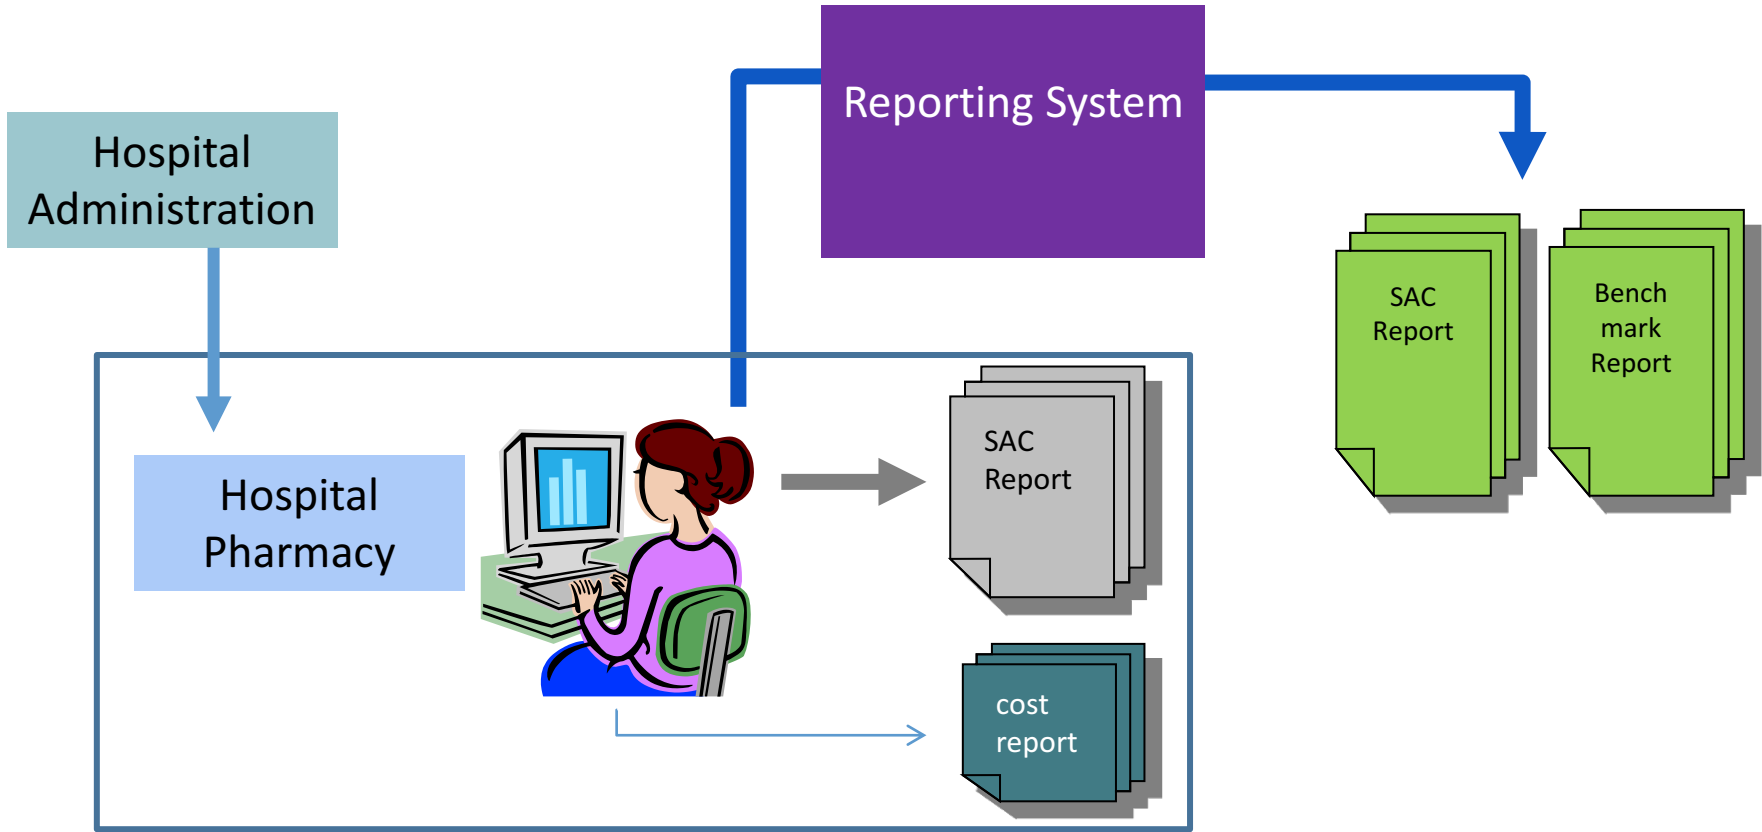 Reporting System
Hospital
Administration
SAC
Report
Bench
mark
Report
SAC
Report
Hospital
Pharmacy
cost
report